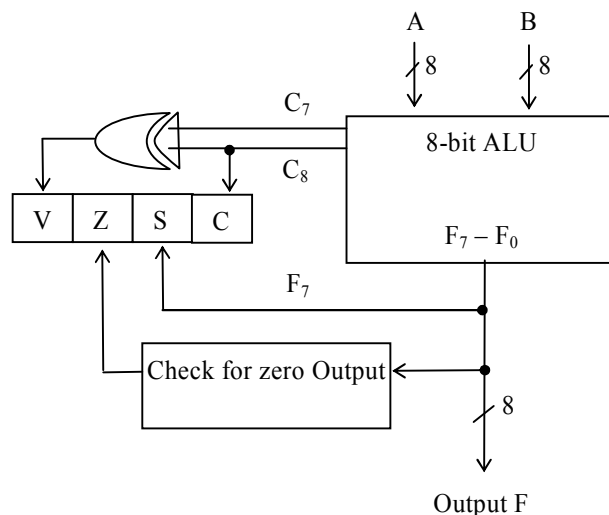 A B
8 8
C₇
8-bit ALU
C₈
V Z S C
F₇ – F₀
F₇
Check for zero Output
8
Output F